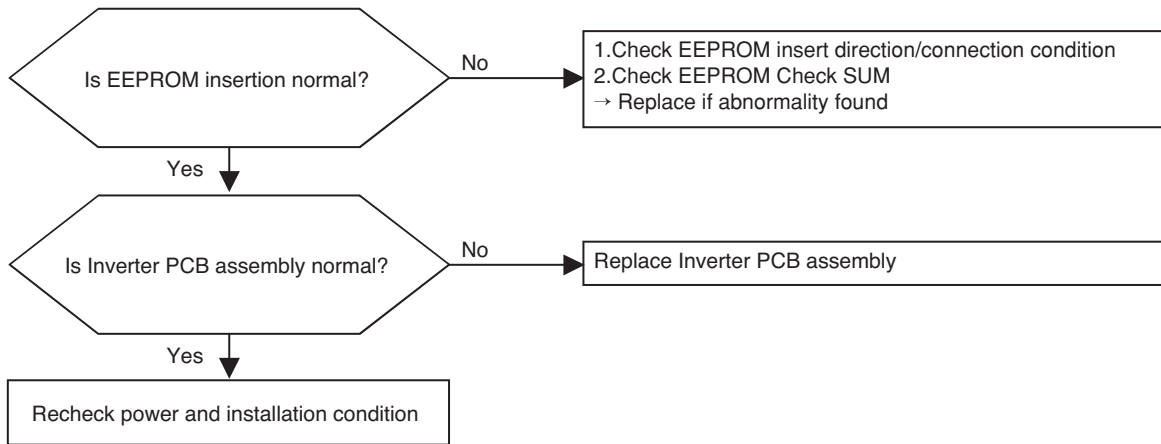 Is EEPROM insertion normal?
No
1.Check EEPROM insert direction/connection condition
2.Check EEPROM Check SUM
→ Replace if abnormality found
Yes
Is Inverter PCB assembly normal?
No
Replace Inverter PCB assembly
Yes
Recheck power and installation condition